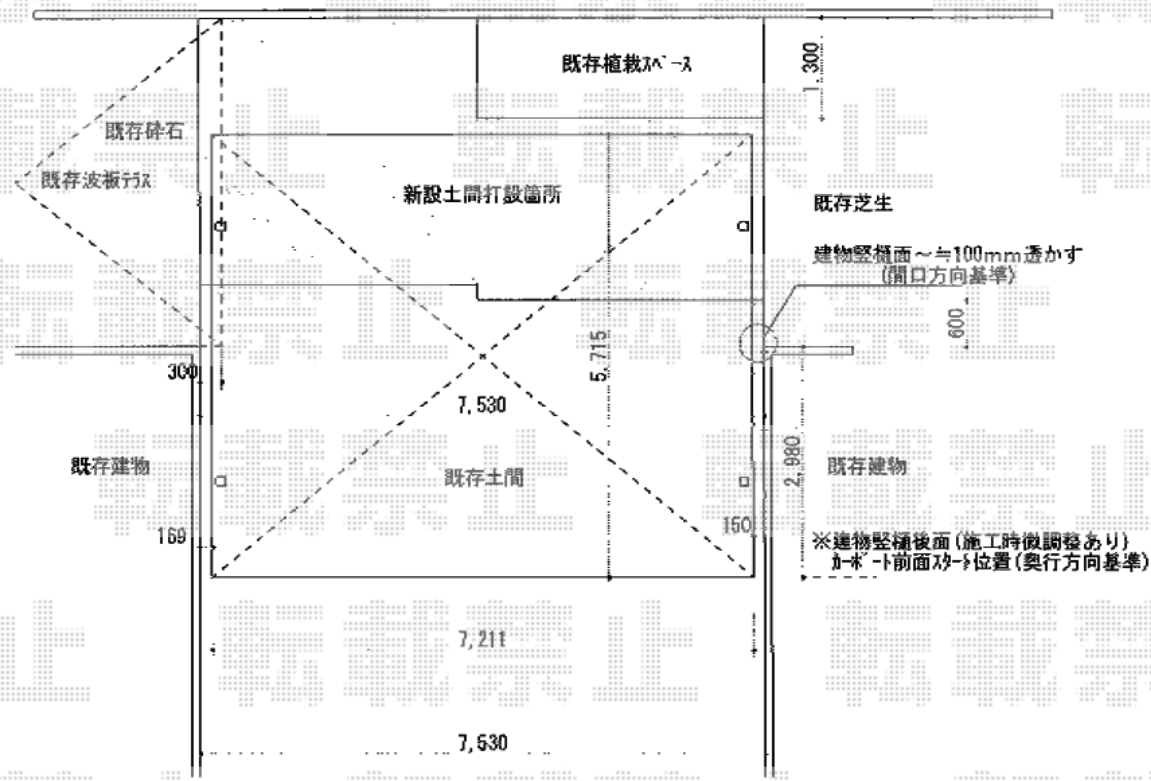 既存植栽スペース
1,300
既存砕石
既存波板テラス
新設土間打設箇所
既存芝生
建物竪樋面～≒100mm透かす
(間口方向基準)
600
5,715
300
7,530
既存建物
既存土間
2,980
既存建物
169
150
※建物竪樋後面(施工時微調整あり)
カーポート前面スタート位置(奥行方向基準)
7,211
7,530
転載禁止